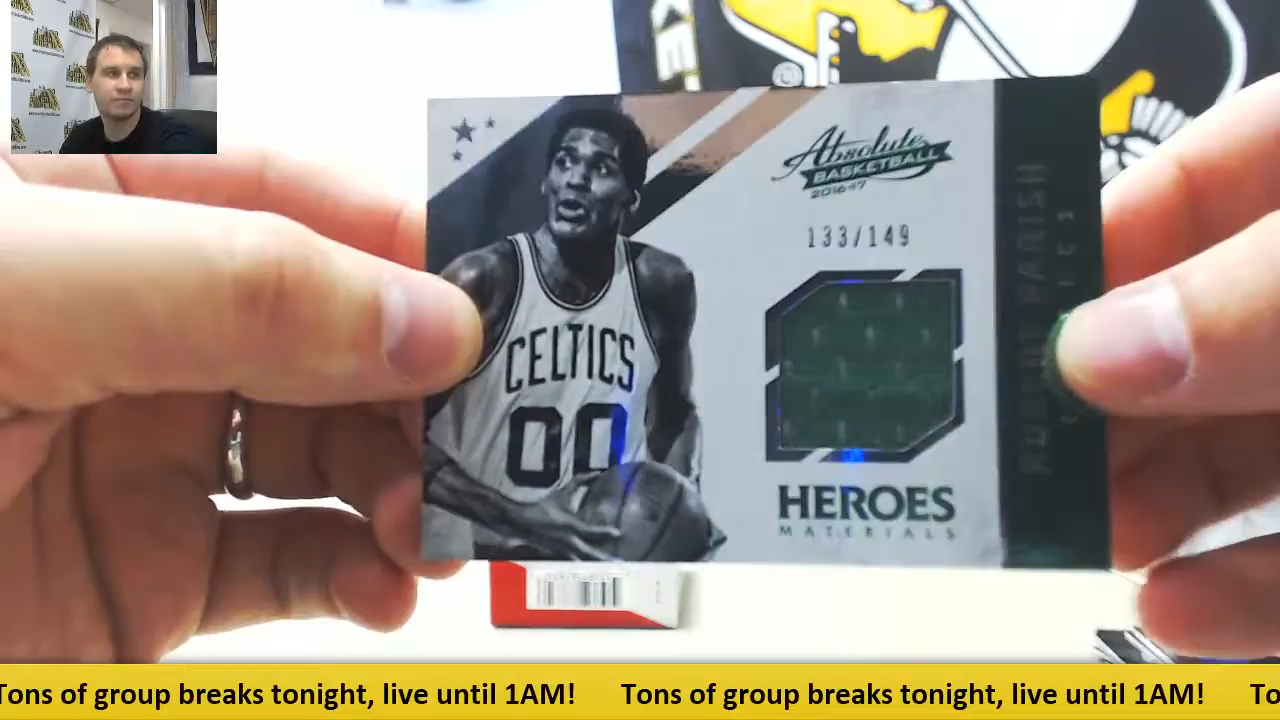 Absolute
BASKETBALL
2016-17
133/149
CELTICS
00
HEROES
MATERIALS
ROBERT PARISH
CELTICS
Tons of group breaks tonight, live until 1AM! Tons of group breaks tonight, live until 1AM! To